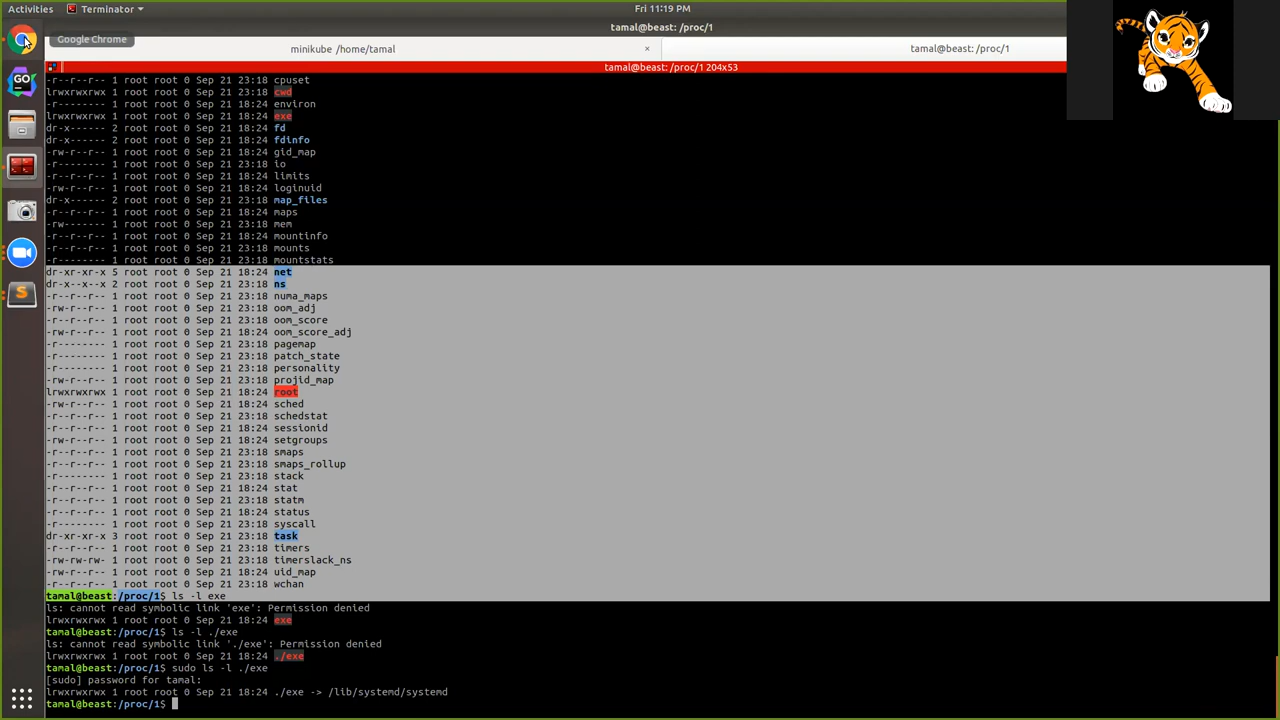 Activities
Terminator
Fri 11:19 PM
tamal@beast: /proc/1
Google Chrome
minikube /home/tamal
×
tamal@beast: /proc/1
tamal@beast: /proc/1 204x53
-r--r--r-- 1 root root 0 Sep 21 23:18 cpuset
lrwxrwxrwx 1 root root 0 Sep 21 23:18 cwd
-r-------- 1 root root 0 Sep 21 23:18 environ
lrwxrwxrwx 1 root root 0 Sep 21 18:24 exe
dr-x------ 2 root root 0 Sep 21 18:24 fd
dr-x------ 2 root root 0 Sep 21 23:18 fdinfo
-rw-r--r-- 1 root root 0 Sep 21 23:18 gid_map
-r-------- 1 root root 0 Sep 21 23:18 io
-r--r--r-- 1 root root 0 Sep 21 23:18 limits
-rw-r--r-- 1 root root 0 Sep 21 18:24 loginuid
dr-x------ 2 root root 0 Sep 21 23:18 map_files
-r--r--r-- 1 root root 0 Sep 21 23:18 maps
-rw------- 1 root root 0 Sep 21 23:18 mem
-r--r--r-- 1 root root 0 Sep 21 23:18 mountinfo
-r--r--r-- 1 root root 0 Sep 21 23:18 mounts
-r-------- 1 root root 0 Sep 21 23:18 mountstats
dr-xr-xr-x 5 root root 0 Sep 21 18:24 net
dr-x--x--x 2 root root 0 Sep 21 18:24 ns
-r--r--r-- 1 root root 0 Sep 21 23:18 numa_maps
-rw-r--r-- 1 root root 0 Sep 21 23:18 oom_adj
-r--r--r-- 1 root root 0 Sep 21 23:18 oom_score
-rw-r--r-- 1 root root 0 Sep 21 23:18 oom_score_adj
-r-------- 1 root root 0 Sep 21 23:18 pagemap
-r-------- 1 root root 0 Sep 21 23:18 patch_state
-r-------- 1 root root 0 Sep 21 23:18 personality
-rw-r--r-- 1 root root 0 Sep 21 23:18 projid_map
lrwxrwxrwx 1 root root 0 Sep 21 18:24 root
-rw-r--r-- 1 root root 0 Sep 21 23:18 sched
-r--r--r-- 1 root root 0 Sep 21 23:18 schedstat
-r--r--r-- 1 root root 0 Sep 21 18:24 sessionid
-rw-r--r-- 1 root root 0 Sep 21 23:18 setgroups
-r--r--r-- 1 root root 0 Sep 21 23:18 smaps
-r--r--r-- 1 root root 0 Sep 21 23:18 smaps_rollup
-r-------- 1 root root 0 Sep 21 23:18 stack
-r--r--r-- 1 root root 0 Sep 21 18:24 stat
-r--r--r-- 1 root root 0 Sep 21 23:18 statm
-r--r--r-- 1 root root 0 Sep 21 18:24 status
-r-------- 1 root root 0 Sep 21 23:18 syscall
dr-xr-xr-x 3 root root 0 Sep 21 23:18 task
-r--r--r-- 1 root root 0 Sep 21 23:18 timers
-rw-rw-rw- 1 root root 0 Sep 21 23:18 timerslack_ns
-rw-r--r-- 1 root root 0 Sep 21 23:18 uid_map
-r--r--r-- 1 root root 0 Sep 21 23:18 wchan
tamal@beast:/proc/1$ ls -l exe
ls: cannot read symbolic link 'exe': Permission denied
lrwxrwxrwx 1 root root 0 Sep 21 18:24 exe
tamal@beast:/proc/1$ ls -l ./exe
ls: cannot read symbolic link './exe': Permission denied
lrwxrwxrwx 1 root root 0 Sep 21 18:24 ./exe
tamal@beast:/proc/1$ sudo ls -l ./exe
[sudo] password for tamal:
lrwxrwxrwx 1 root root 0 Sep 21 18:24 ./exe -> /lib/systemd/systemd
tamal@beast:/proc/1$
GO
S